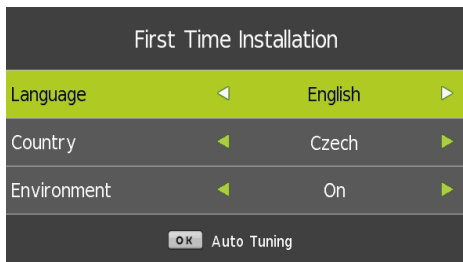 First Time Installation
Language English
Country Czech
Environment On
OK Auto Tuning